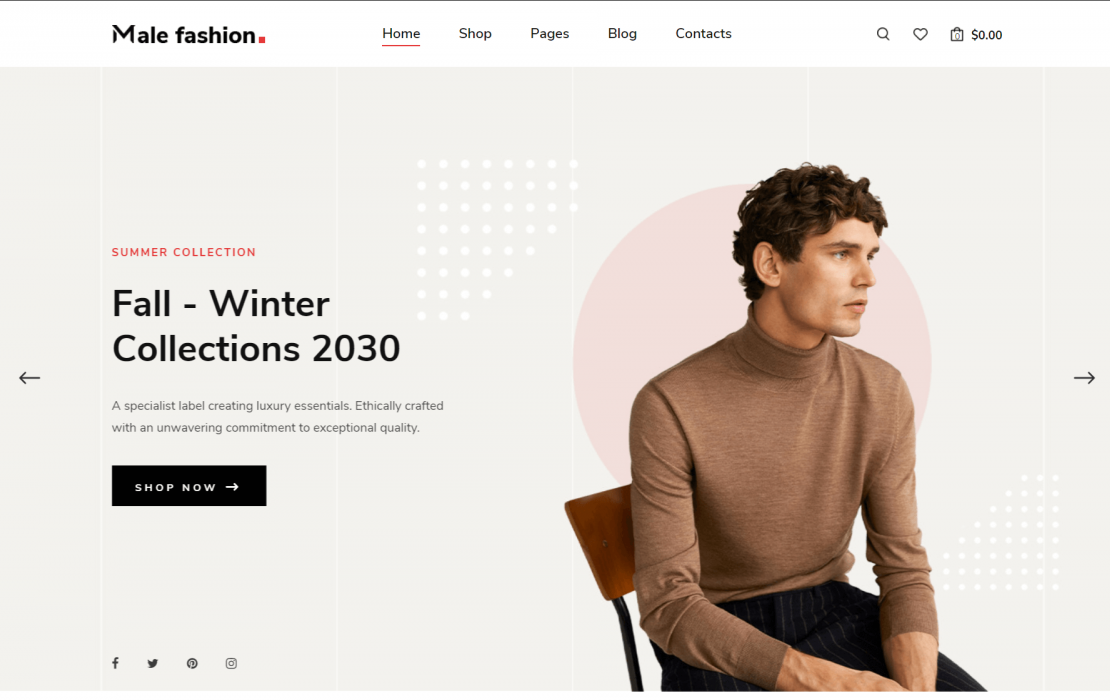 Male fashion.
Home Shop Pages Blog Contacts
0 $0.00
SUMMER COLLECTION
Fall - Winter
Collections 2030
A specialist label creating luxury essentials. Ethically crafted
with an unwavering commitment to exceptional quality.
SHOP NOW →